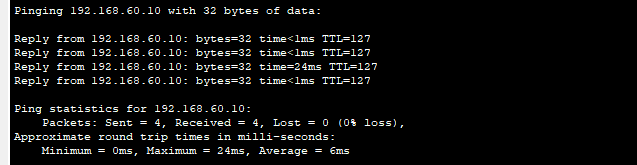 Pinging 192.168.60.10 with 32 bytes of data:
Reply from 192.168.60.10: bytes=32 time<1ms TTL=127
Reply from 192.168.60.10: bytes=32 time<1ms TTL=127
Reply from 192.168.60.10: bytes=32 time=24ms TTL=127
Reply from 192.168.60.10: bytes=32 time<1ms TTL=127
Ping statistics for 192.168.60.10:
Packets: Sent = 4, Received = 4, Lost = 0 (0% loss),
Approximate round trip times in milli-seconds:
Minimum = 0ms, Maximum = 24ms, Average = 6ms